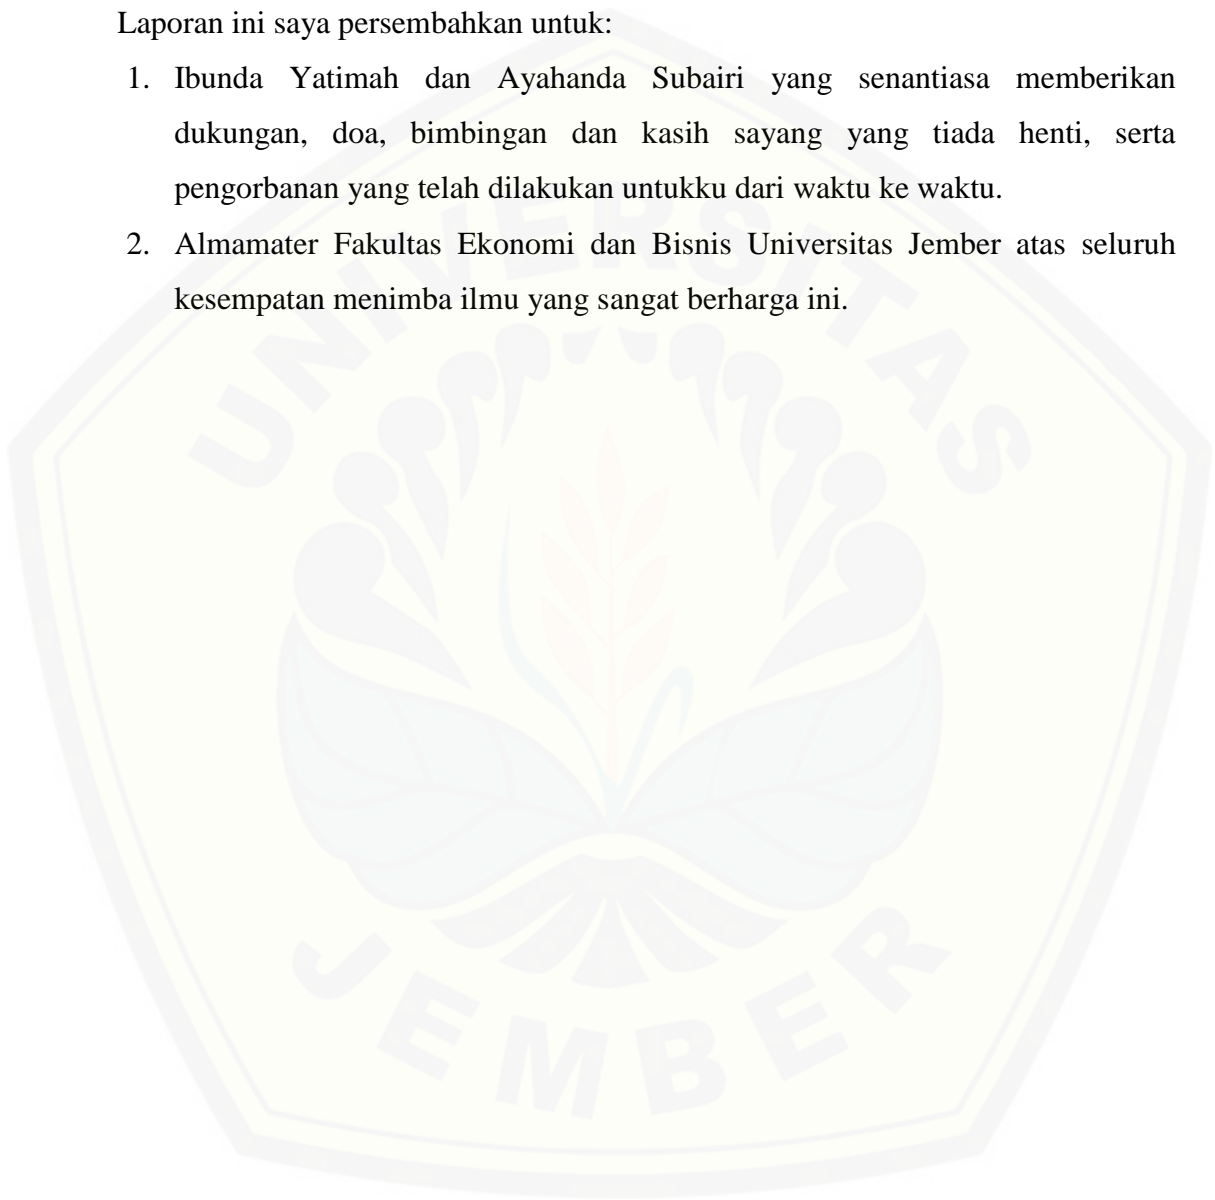 Laporan ini saya persembahkan untuk:
1. Ibunda Yatimah dan Ayahanda Subairi yang senantiasa memberikan
dukungan, doa, bimbingan dan kasih sayang yang tiada henti, serta
pengorbanan yang telah dilakukan untukku dari waktu ke waktu.
2. Almamater Fakultas Ekonomi dan Bisnis Universitas Jember atas seluruh
kesempatan menimba ilmu yang sangat berharga ini.
UNIVERSITAS
JEMBER